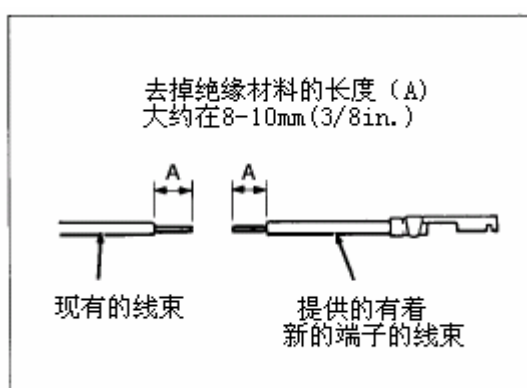 去掉绝缘材料的长度（A)
大约在8-10mm(3/8in.)
A
A
现有的线束
提供的有着
新的端子的线束